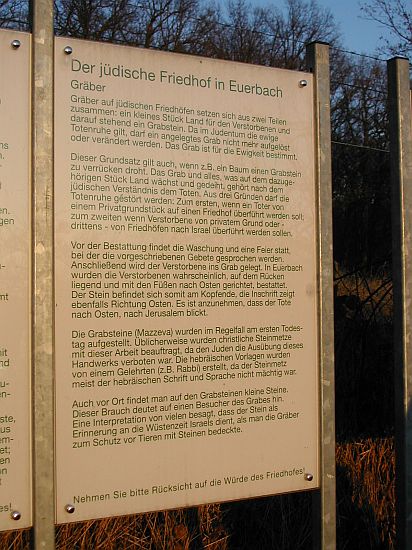 Der jüdische Friedhof in Euerbach
Gräber
Gräber auf jüdischen Friedhöfen setzen sich aus zwei Teilen
zusammen: ein kleines Stück Land für den Verstorbenen und
darauf stehend ein Grabstein. Da im Judentum die ewige
Totenruhe gilt, darf ein angelegtes Grab nicht mehr aufgelöst
oder verändert werden. Das Grab ist für die Ewigkeit bestimmt.
Dieser Grundsatz gilt auch, wenn z.B. ein Baum einen Grabstein
zu verrücken droht. Das Grab und alles, was auf dem dazuge-
hörigen Stück Land wächst und gedeiht, gehört nach dem
jüdischen Verständnis dem Toten. Aus drei Gründen darf die
Totenruhe gestört werden: Zum ersten, wenn ein Toter von
einem Privatgrundstück auf einen Friedhof überführt werden soll;
zum zweiten wenn Verstorbene von privatem Grund oder -
drittens - von Friedhöfen nach Israel überführt werden sollen.
Vor der Bestattung findet die Waschung und eine Feier statt,
bei der die vorgeschriebenen Gebete gesprochen werden.
Anschließend wird der Verstorbene ins Grab gelegt. In Euerbach
wurden die Verstorbenen wahrscheinlich, auf dem Rücken
liegend und mit den Füßen nach Osten gerichtet, bestattet.
Der Stein befindet sich somit am Kopfende, die Inschrift zeigt
ebenfalls Richtung Osten. Es ist anzunehmen, dass der Tote
nach Osten, nach Jerusalem blickt.
Die Grabsteine (Mazzeva) wurden im Regelfall am ersten Todes-
tag aufgestellt. Üblicherweise wurden christliche Steinmetze
mit dieser Arbeit beauftragt, da den Juden die Ausübung dieses
Handwerks verboten war. Die hebräischen Vorlagen wurden
von einem Gelehrten (z.B. Rabbi) erstellt, da der Steinmetz
meist der hebräischen Schrift und Sprache nicht mächtig war.
Auch vor Ort findet man auf den Grabsteinen kleine Steine.
Dieser Brauch deutet auf einen Besucher des Grabes hin.
Eine Interpretation von vielen besagt, dass der Stein als
Erinnerung an die Wüstenzeit Israels dient, als man die Gräber
zum Schutz vor Tieren mit Steinen bedeckte.
Nehmen Sie bitte Rücksicht auf die Würde des Friedhofes!